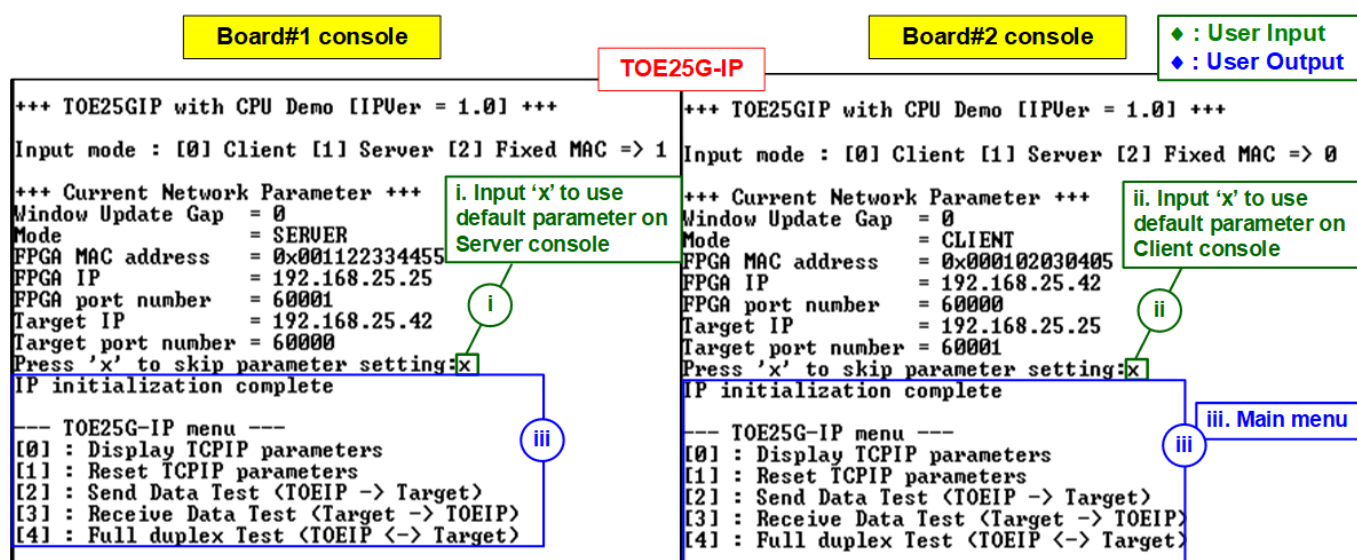 Board#1 console
Board#2 console
♦ : User Input
♦ : User Output
TOE25G-IP
+++ TOE25GIP with CPU Demo [IPVer = 1.0] +++
Input mode : [0] Client [1] Server [2] Fixed MAC => 1
+++ Current Network Parameter +++
Window Update Gap = 0
Mode = SERVER
FPGA MAC address = 0x001122334455
FPGA IP = 192.168.25.25
FPGA port number = 60001
Target IP = 192.168.25.42
Target port number = 60000
Press 'x' to skip parameter setting:x
IP initialization complete
--- TOE25G-IP menu ---
[0] : Display TCPIP parameters
[1] : Reset TCPIP parameters
[2] : Send Data Test (TOEIP -> Target)
[3] : Receive Data Test (Target -> TOEIP)
[4] : Full duplex Test (TOEIP <-> Target)
i. Input ‘x’ to use
default parameter on
Server console
i
iii
+++ TOE25GIP with CPU Demo [IPVer = 1.0] +++
Input mode : [0] Client [1] Server [2] Fixed MAC => 0
+++ Current Network Parameter +++
Window Update Gap = 0
Mode = CLIENT
FPGA MAC address = 0x000102030405
FPGA IP = 192.168.25.42
FPGA port number = 60000
Target IP = 192.168.25.25
Target port number = 60001
Press 'x' to skip parameter setting:x
IP initialization complete
--- TOE25G-IP menu ---
[0] : Display TCPIP parameters
[1] : Reset TCPIP parameters
[2] : Send Data Test (TOEIP -> Target)
[3] : Receive Data Test (Target -> TOEIP)
[4] : Full duplex Test (TOEIP <-> Target)
ii. Input ‘x’ to use
default parameter on
Client console
ii
iii. Main menu
iii